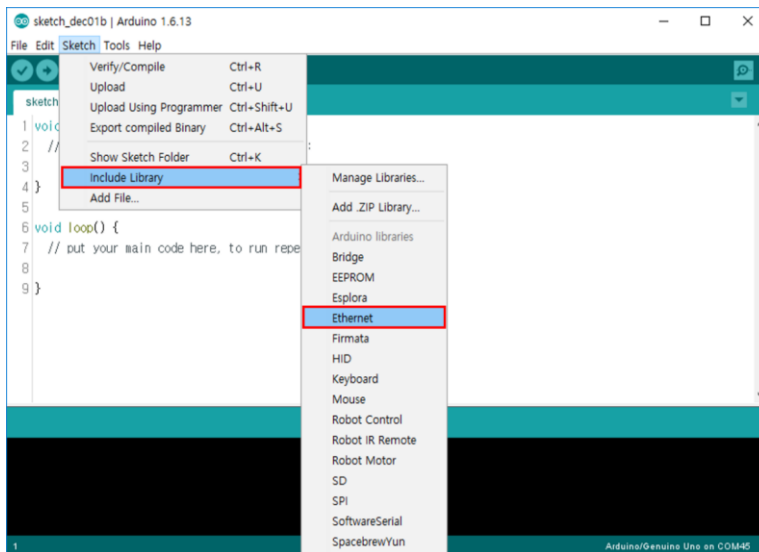 sketch_dec01b | Arduino 1.6.13
File Edit Sketch Tools Help
Verify/Compile Ctrl+R
Upload Ctrl+U
Upload Using Programmer Ctrl+Shift+U
Export compiled Binary Ctrl+Alt+S
Show Sketch Folder Ctrl+K
Include Library
Add File...
Manage Libraries...
Add .ZIP Library...
Arduino libraries
Bridge
EEPROM
Esplora
Ethernet
Firmata
HID
Keyboard
Mouse
Robot Control
Robot IR Remote
Robot Motor
SD
SPI
SoftwareSerial
SpacebrewYun
sketch
1 voic
2 // :
3
4 }
5
6 void loop() {
7 // put your main code here, to run repe
8
9 }
1 Arduino/Genuino Uno on COM45